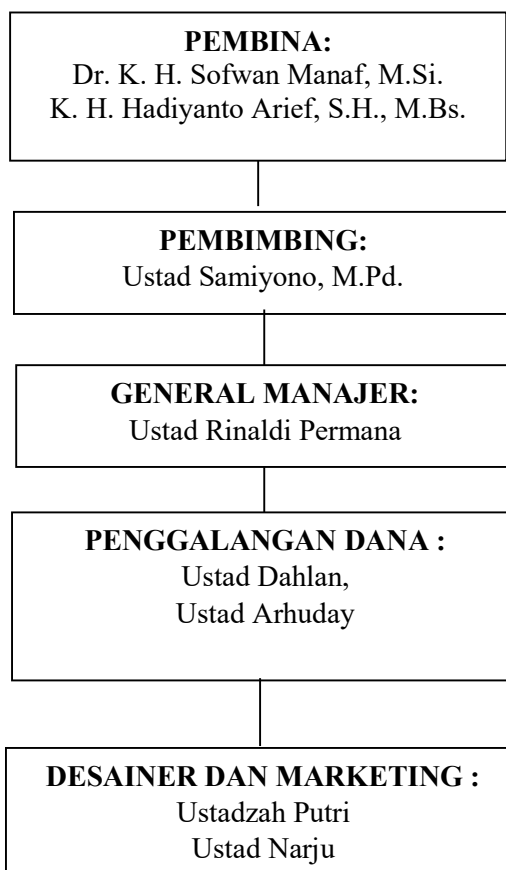 PEMBINA:
Dr. K. H. Sofwan Manaf, M.Si.
K. H. Hadiyanto Arief, S.H., M.Bs.
PEMBIMBING:
Ustad Samiyono, M.Pd.
GENERAL MANAJER:
Ustad Rinaldi Permana
PENGGALANGAN DANA :
Ustad Dahlan,
Ustad Arhuday
DESAINER DAN MARKETING :
Ustadzah Putri
Ustad Narju